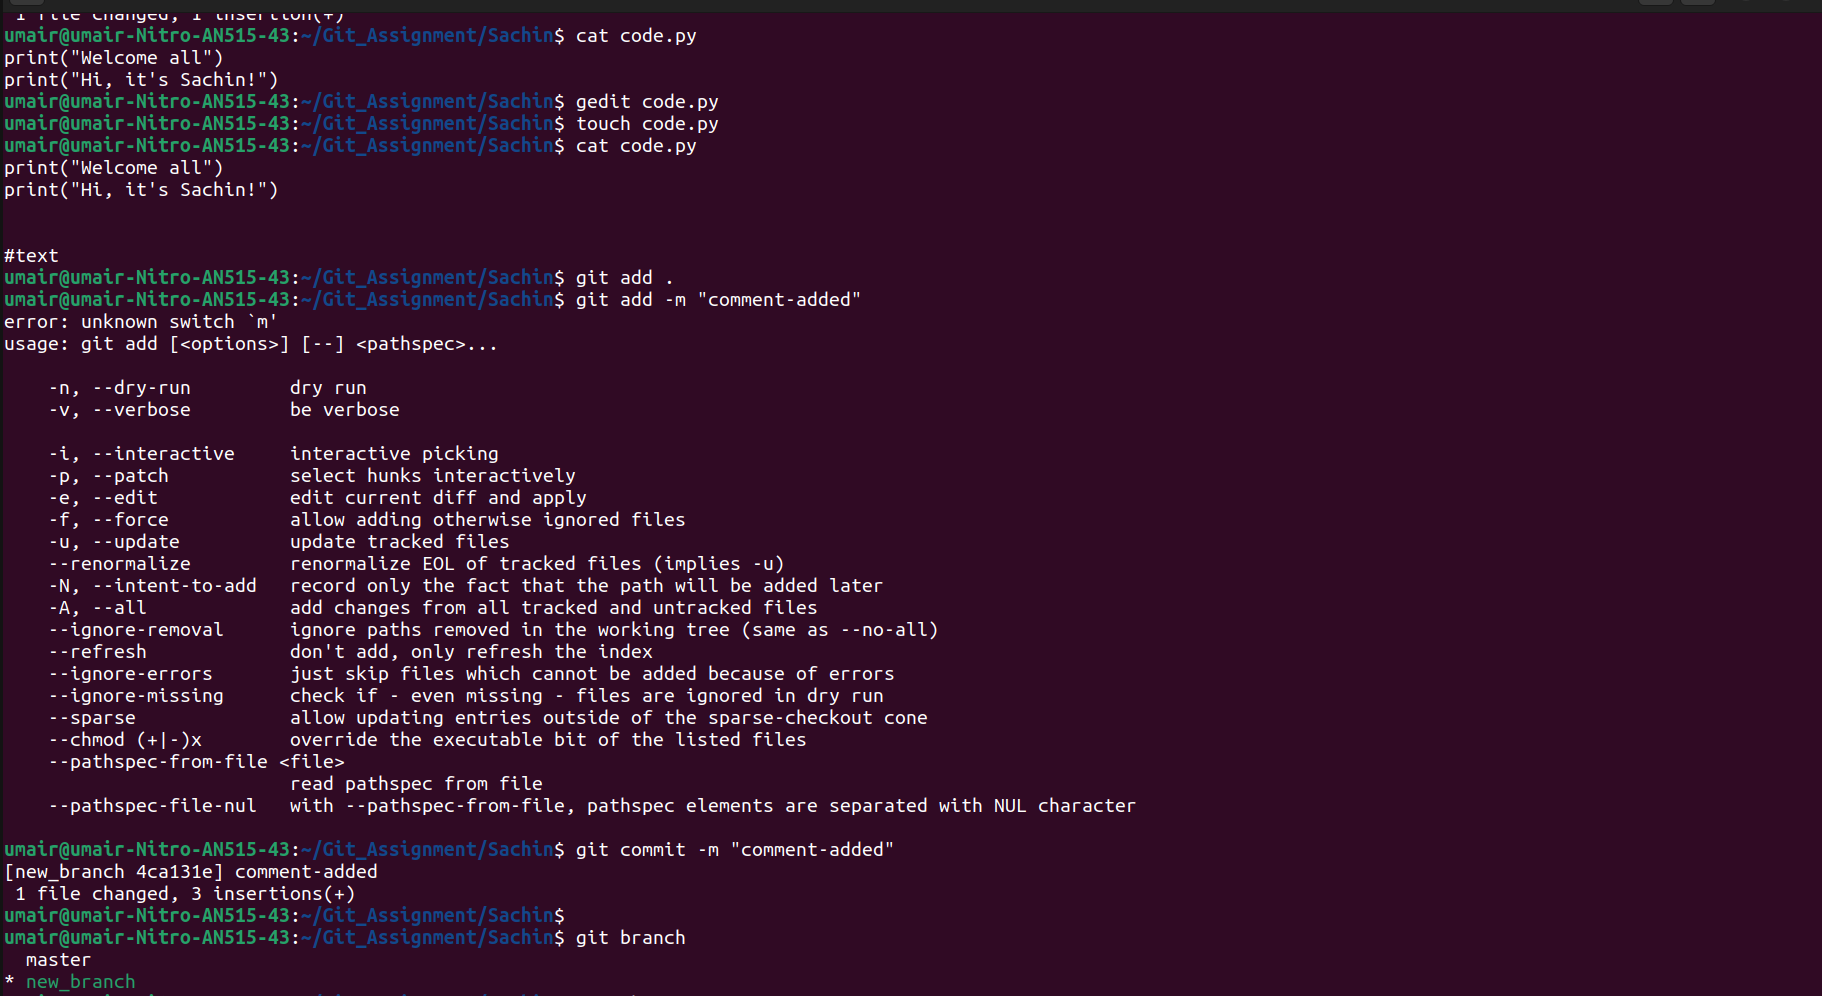 1 file changed, 1 insertion(+)
umair@umair-Nitro-AN515-43:~/Git_Assignment/Sachin$ cat code.py
print("Welcome all")
print("Hi, it's Sachin!")
umair@umair-Nitro-AN515-43:~/Git_Assignment/Sachin$ gedit code.py
umair@umair-Nitro-AN515-43:~/Git_Assignment/Sachin$ touch code.py
umair@umair-Nitro-AN515-43:~/Git_Assignment/Sachin$ cat code.py
print("Welcome all")
print("Hi, it's Sachin!")
#text
umair@umair-Nitro-AN515-43:~/Git_Assignment/Sachin$ git add .
umair@umair-Nitro-AN515-43:~/Git_Assignment/Sachin$ git add -m "comment-added"
error: unknown switch `m'
usage: git add [<options>] [--] <pathspec>...
-n, --dry-run dry run
-v, --verbose be verbose
-i, --interactive interactive picking
-p, --patch select hunks interactively
-e, --edit edit current diff and apply
-f, --force allow adding otherwise ignored files
-u, --update update tracked files
--renormalize renormalize EOL of tracked files (implies -u)
-N, --intent-to-add record only the fact that the path will be added later
-A, --all add changes from all tracked and untracked files
--ignore-removal ignore paths removed in the working tree (same as --no-all)
--refresh don't add, only refresh the index
--ignore-errors just skip files which cannot be added because of errors
--ignore-missing check if - even missing - files are ignored in dry run
--sparse allow updating entries outside of the sparse-checkout cone
--chmod (+|-)x override the executable bit of the listed files
--pathspec-from-file <file>
read pathspec from file
--pathspec-file-nul with --pathspec-from-file, pathspec elements are separated with NUL character
umair@umair-Nitro-AN515-43:~/Git_Assignment/Sachin$ git commit -m "comment-added"
[new_branch 4ca131e] comment-added
1 file changed, 3 insertions(+)
umair@umair-Nitro-AN515-43:~/Git_Assignment/Sachin$
umair@umair-Nitro-AN515-43:~/Git_Assignment/Sachin$ git branch
master
* new_branch